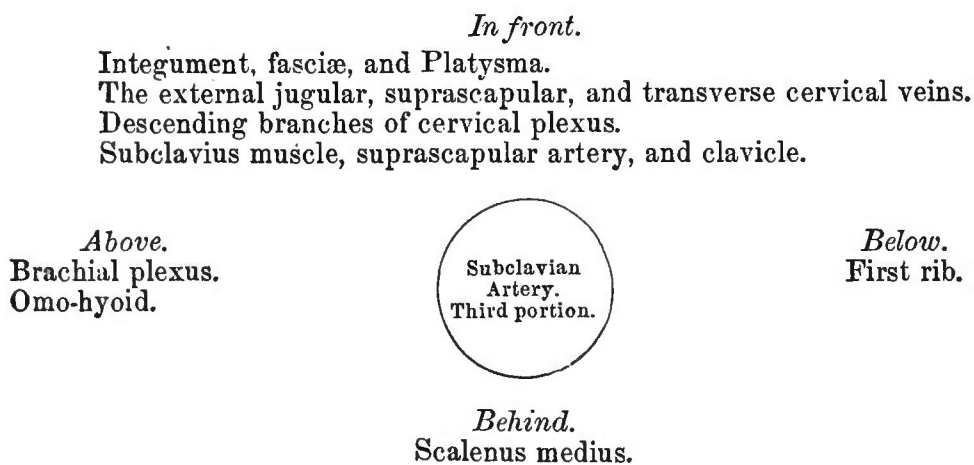 In front.
Integument, fasciæ, and Platysma.
The external jugular, suprascapular, and transverse cervical veins.
Descending branches of cervical plexus.
Subclavius muscle, suprascapular artery, and clavicle.
Above.
Brachial plexus.
Omo-hyoid.
Subclavian
Artery.
Third portion.
Below.
First rib.
Behind.
Scalenus medius.